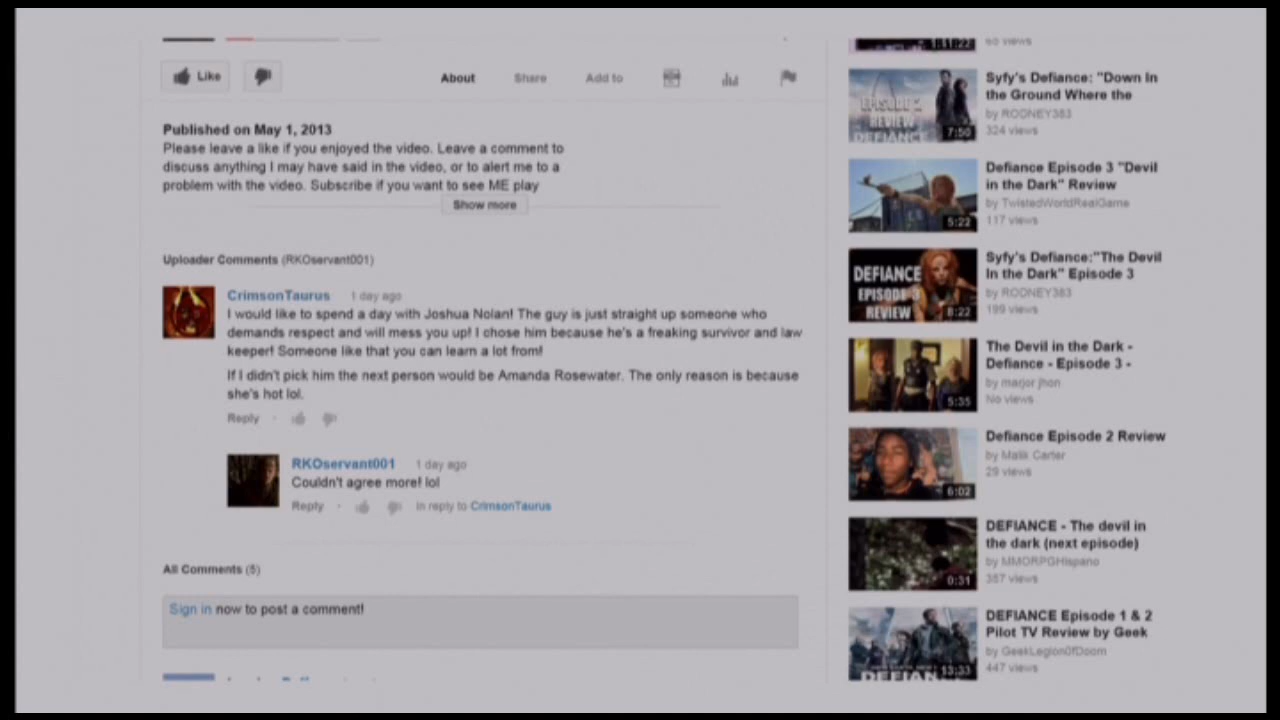 Like
About
Share
Add to
Published on May 1, 2013
Please leave a like if you enjoyed the video. Leave a comment to
discuss anything I may have said in the video, or to alert me to a
problem with the video. Subscribe if you want to see ME play
Show more
Uploader Comments (RKOservant001)
CrimsonTaurus 1 day ago
I would like to spend a day with Joshua Nolan! The guy is just straight up someone who
demands respect and will mess you up! I chose him because he's a freaking survivor and law
keeper! Someone like that you can learn a lot from!
If I didn't pick him the next person would be Amanda Rosewater. The only reason is because
she's hot lol.
Reply ·
RKOservant001 1 day ago
Couldn't agree more! lol
Reply · in reply to CrimsonTaurus
All Comments (5)
Sign in now to post a comment!
1:11:22
views
EPISODE 2
REVIEW
DEFIANCE
7:50
Syfy's Defiance: "Down In
the Ground Where the
by RODNEY383
324 views
5:22
Defiance Episode 3 "Devil
in the Dark" Review
by TwistedWorldRealGame
117 views
DEFIANCE
EPISODE 3
REVIEW
8:22
Syfy's Defiance:"The Devil
In the Dark" Episode 3
by RODNEY383
199 views
5:35
The Devil in the Dark -
Defiance - Episode 3 -
by marjor jhon
No views
6:02
Defiance Episode 2 Review
by Malik Carter
29 views
0:31
DEFIANCE - The devil in
the dark (next episode)
by MMORPGHispano
357 views
13:33
DEFIANCE Episode 1 & 2
Pilot TV Review by Geek
by GeekLegionOfDoom
447 views